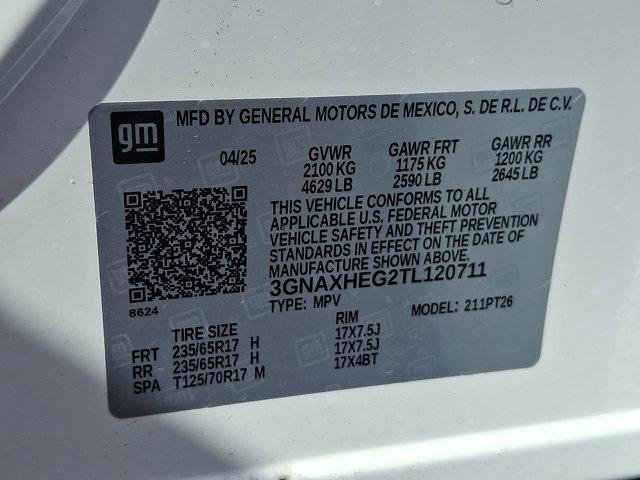 gm
MFD BY GENERAL MOTORS DE MEXICO, S. DE R.L. DE C.V.
04/25 GVWR GAWR FRT GAWR RR
2100 KG 1175 KG 1200 KG
4629 LB 2590 LB 2645 LB
THIS VEHICLE CONFORMS TO ALL
APPLICABLE U.S. FEDERAL MOTOR
VEHICLE SAFETY AND THEFT PREVENTION
STANDARDS IN EFFECT ON THE DATE OF
MANUFACTURE SHOWN ABOVE.
3GNAXHEG2TL120711
TYPE: MPV MODEL: 211PT26
8624
TIRE SIZE RIM
FRT 235/65R17 H 17X7.5J
RR 235/65R17 H 17X7.5J
SPA T125/70R17 M 17X4BT